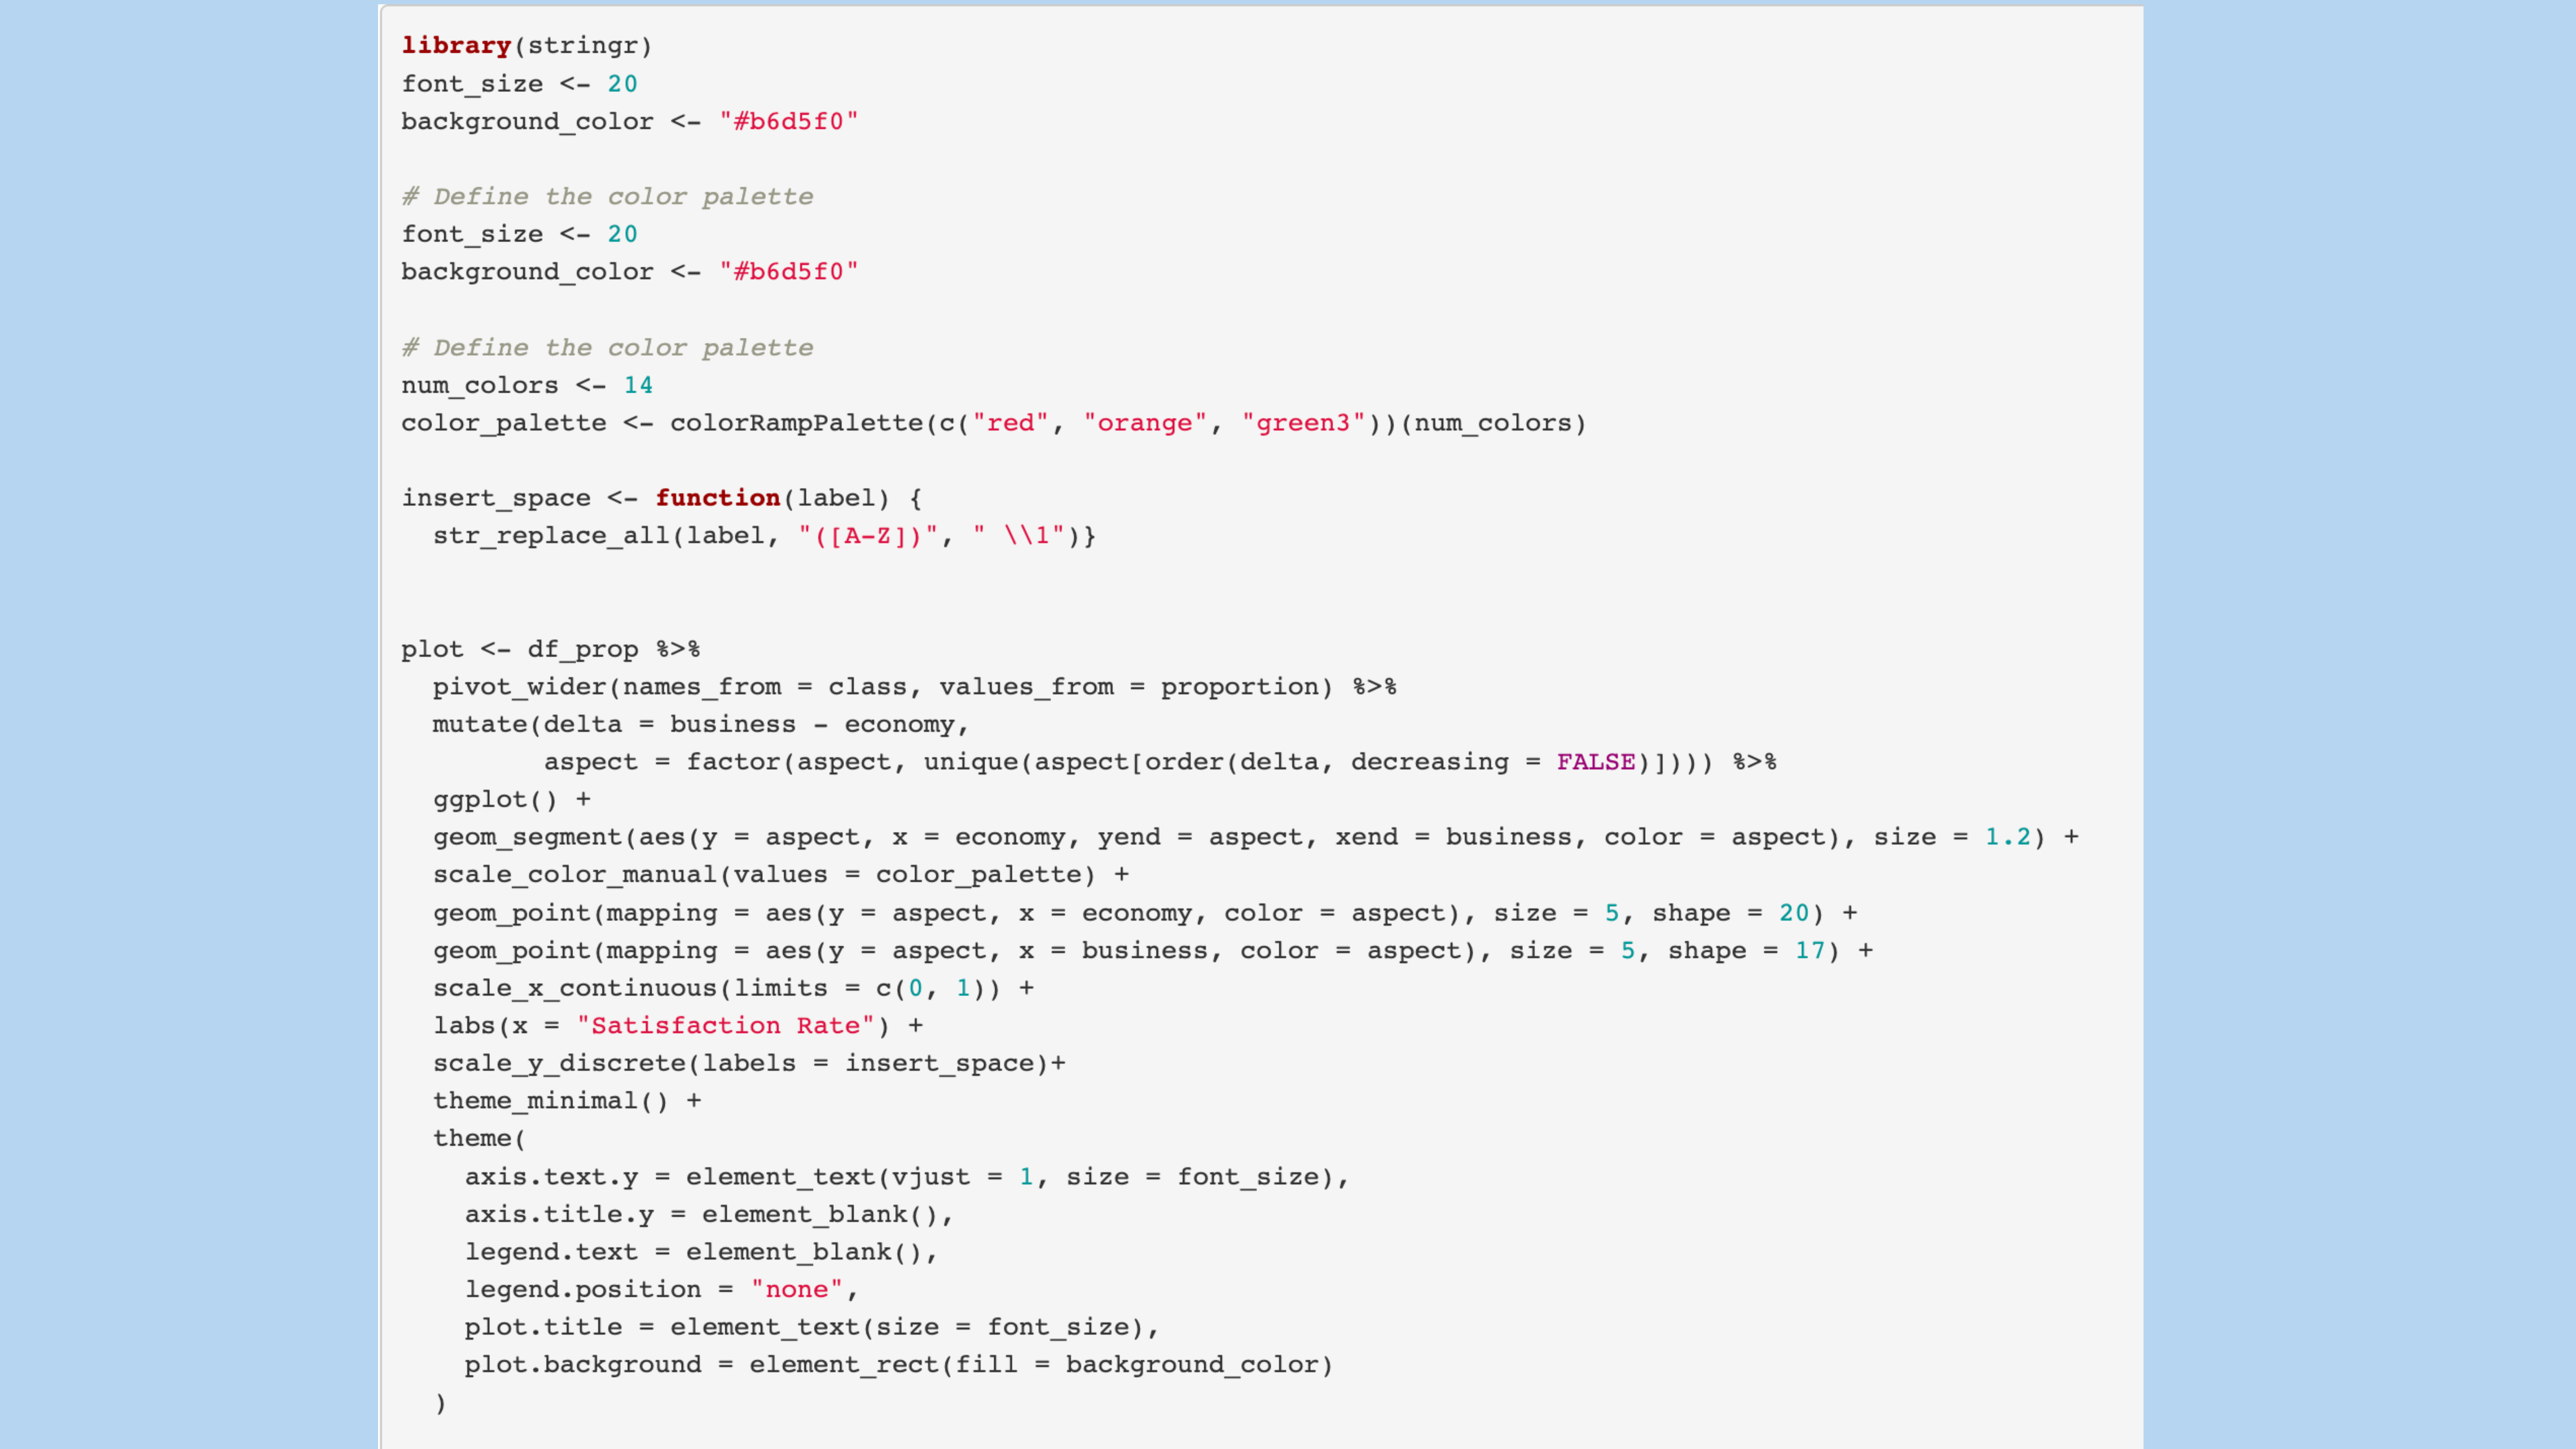 library(stringr)
font_size <- 20
background_color <- "#b6d5f0"
# Define the color palette
font_size <- 20
background_color <- "#b6d5f0"
# Define the color palette
num_colors <- 14
color_palette <- colorRampPalette(c("red", "orange", "green3"))(num_colors)
insert_space <- function(label) {
  str_replace_all(label, "([A-Z])", " \\1")}
plot <- df_prop %>%
  pivot_wider(names_from = class, values_from = proportion) %>%
  mutate(delta = business - economy,
         aspect = factor(aspect, unique(aspect[order(delta, decreasing = FALSE)]))) %>%
  ggplot() +
  geom_segment(aes(y = aspect, x = economy, yend = aspect, xend = business, color = aspect), size = 1.2) +
  scale_color_manual(values = color_palette) +
  geom_point(mapping = aes(y = aspect, x = economy, color = aspect), size = 5, shape = 20) +
  geom_point(mapping = aes(y = aspect, x = business, color = aspect), size = 5, shape = 17) +
  scale_x_continuous(limits = c(0, 1)) +
  labs(x = "Satisfaction Rate") +
  scale_y_discrete(labels = insert_space)+
  theme_minimal() +
  theme(
    axis.text.y = element_text(vjust = 1, size = font_size),
    axis.title.y = element_blank(),
    legend.text = element_blank(),
    legend.position = "none",
    plot.title = element_text(size = font_size),
    plot.background = element_rect(fill = background_color)
  )